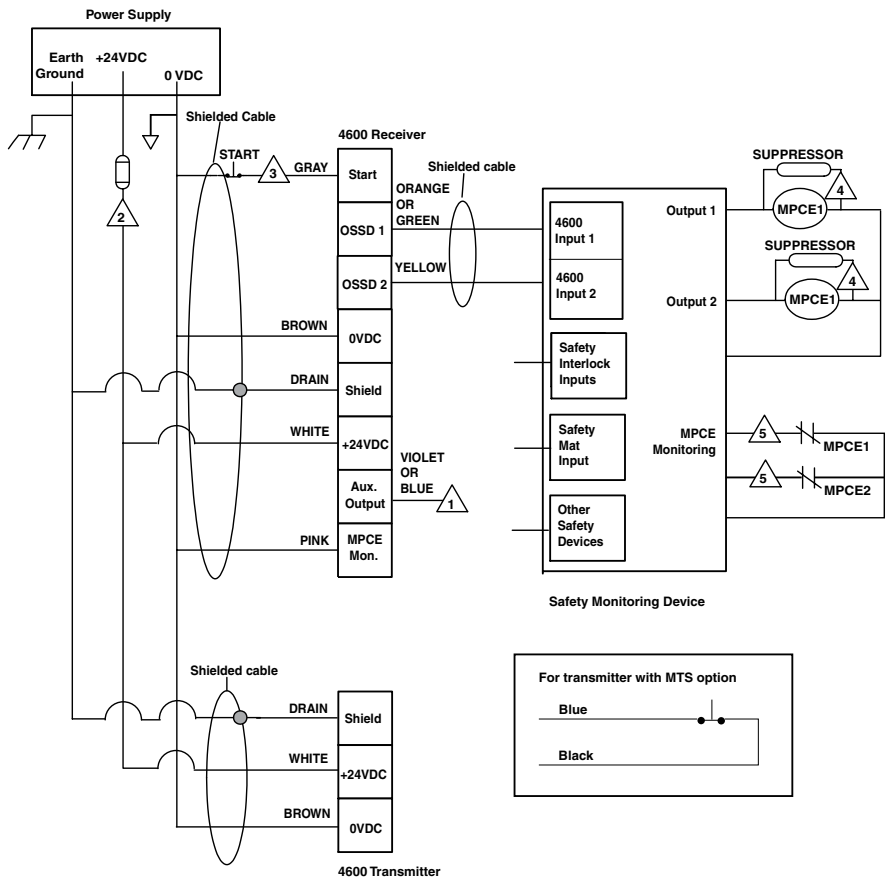 Power Supply
Earth
Ground
+24VDC
0 VDC
Shielded Cable
START
3
GRAY
2
4600 Receiver
Start
OSSD 1
OSSD 2
0VDC
Shield
+24VDC
Aux.
Output
MPCE
Mon.
ORANGE
OR
GREEN
YELLOW
Shielded cable
BROWN
DRAIN
WHITE
VIOLET
OR
BLUE
1
PINK
4600
Input 1
4600
Input 2
Safety
Interlock
Inputs
Safety
Mat
Input
Other
Safety
Devices
Output 1
Output 2
MPCE
Monitoring
Safety Monitoring Device
SUPPRESSOR
4
MPCE1
SUPPRESSOR
4
MPCE1
5
MPCE1
5
MPCE2
Shielded cable
DRAIN
WHITE
BROWN
Shield
+24VDC
0VDC
4600 Transmitter
For transmitter with MTS option
Blue
Black